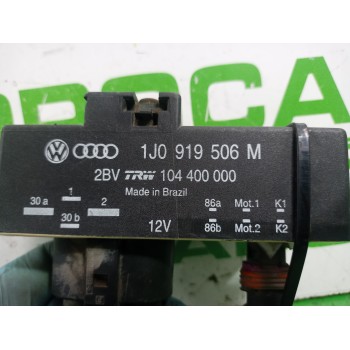 OROCA
1J0 919 506 M
2BV TRW 104 400 000
Made in Brazil
1
30 a 2
30 b
12V
86a Mot.1 K1
86b Mot.2 K2